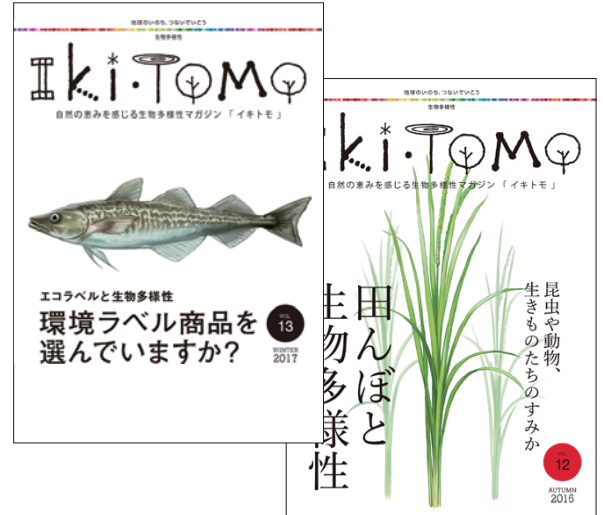 地球のいのち、つないでいこう
生物多様性
Iki・TOMO
自然の恵みを感じる生物多様性マガジン「イキトモ」
エコラベルと生物多様性
環境ラベル商品を
選んでいますか?
VOL
13
WINTER
2017
地球のいのち、つないでいこう
生物多様性
ki・TOMO
自然の恵みを感じる生物多様性マガジン「イキトモ」
昆虫や動物、
生きものたちのすみか
田んぼと
生物多様性
VOL
12
AUTUMN
2016